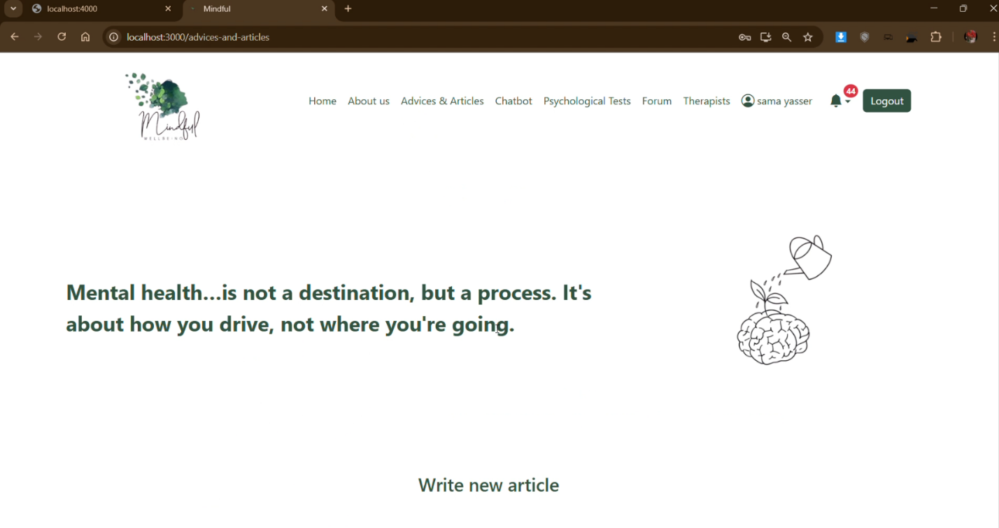 localhost:4000
Mindful
localhost:3000/advices-and-articles
Mindful
WELLBEING
Home About us Advices & Articles Chatbot Psychological Tests Forum Therapists sama yasser 44 Logout
Mental health...is not a destination, but a process. It's
about how you drive, not where you're going.
Write new article